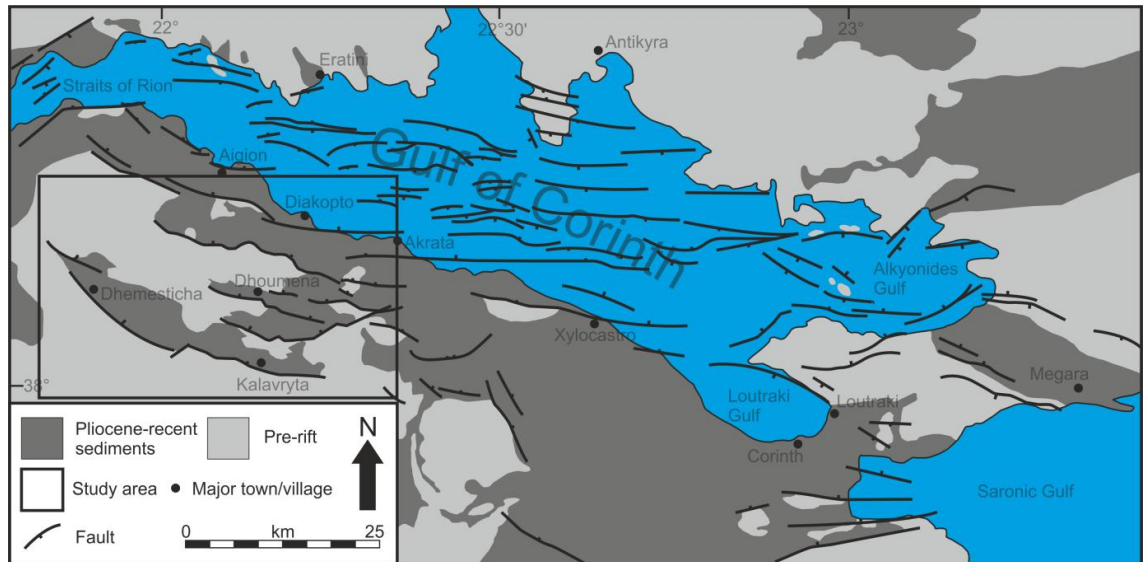 22°
22°30
23°
Antikyra
Eratini
Straits of Rion
Gulf of Corinth
Aigion
Diakopto
Akrata
Alkyonides
Gulf
Dhoumena
Dhemesticha
Xylocastro
38°
Kalavryta
Megara
Loutraki
Gulf
Loutraki
Corinth
Saronic Gulf
Pliocene-recent
sediments
Pre-rift
N
Study area
Major town/village
Fault
0 km 25